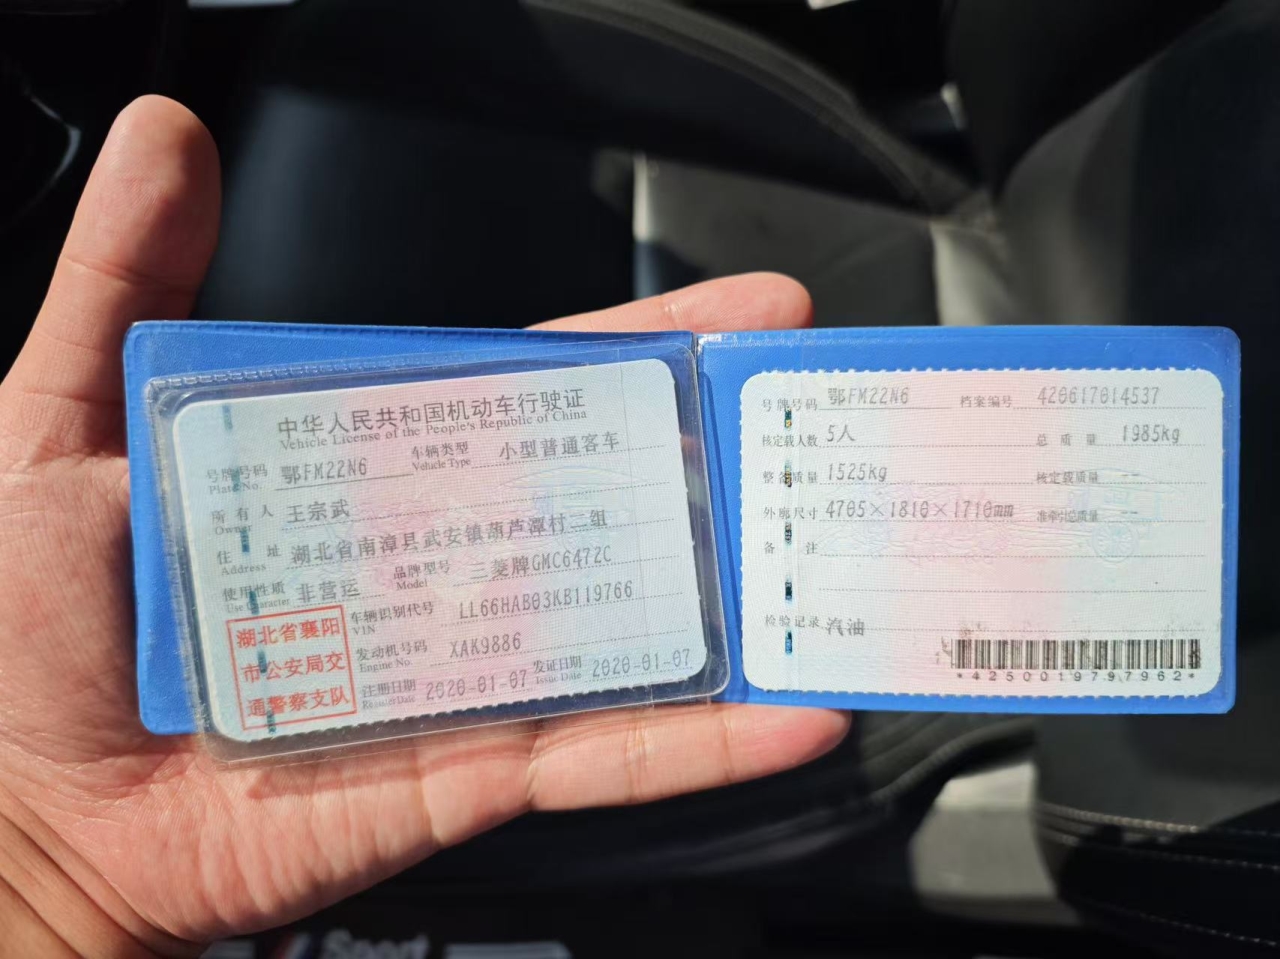 中华人民共和国机动车行驶证
Vehicle License of the People's Republic of China
号牌号码 鄂FM22N6 车辆类型 小型普通客车
Plate No. Vehicle Type
所有人 王宗武
Owner
住址 湖北省南漳县武安镇葫芦潭村二组
Address
使用性质 非营运 品牌型号 三菱牌GMC6472C
Use Character Model
湖北省襄阳
市公安局交
通警察支队
车辆识别代号 LL66HAB03KB119766
VIN
发动机号码 XAK9886
Engine No.
注册日期 2020-01-07 发证日期 2020-01-07
Register Date Issue Date
号牌号码 鄂FM22N6 档案编号 420617014537
核定载人数 5人 总质量 1985kg
整备质量 1525kg 核定载质量 --
外廓尺寸 4705×1810×1710mm 准牵引总质量 --
备注
检验记录 汽油
*4250019797962*
Sport